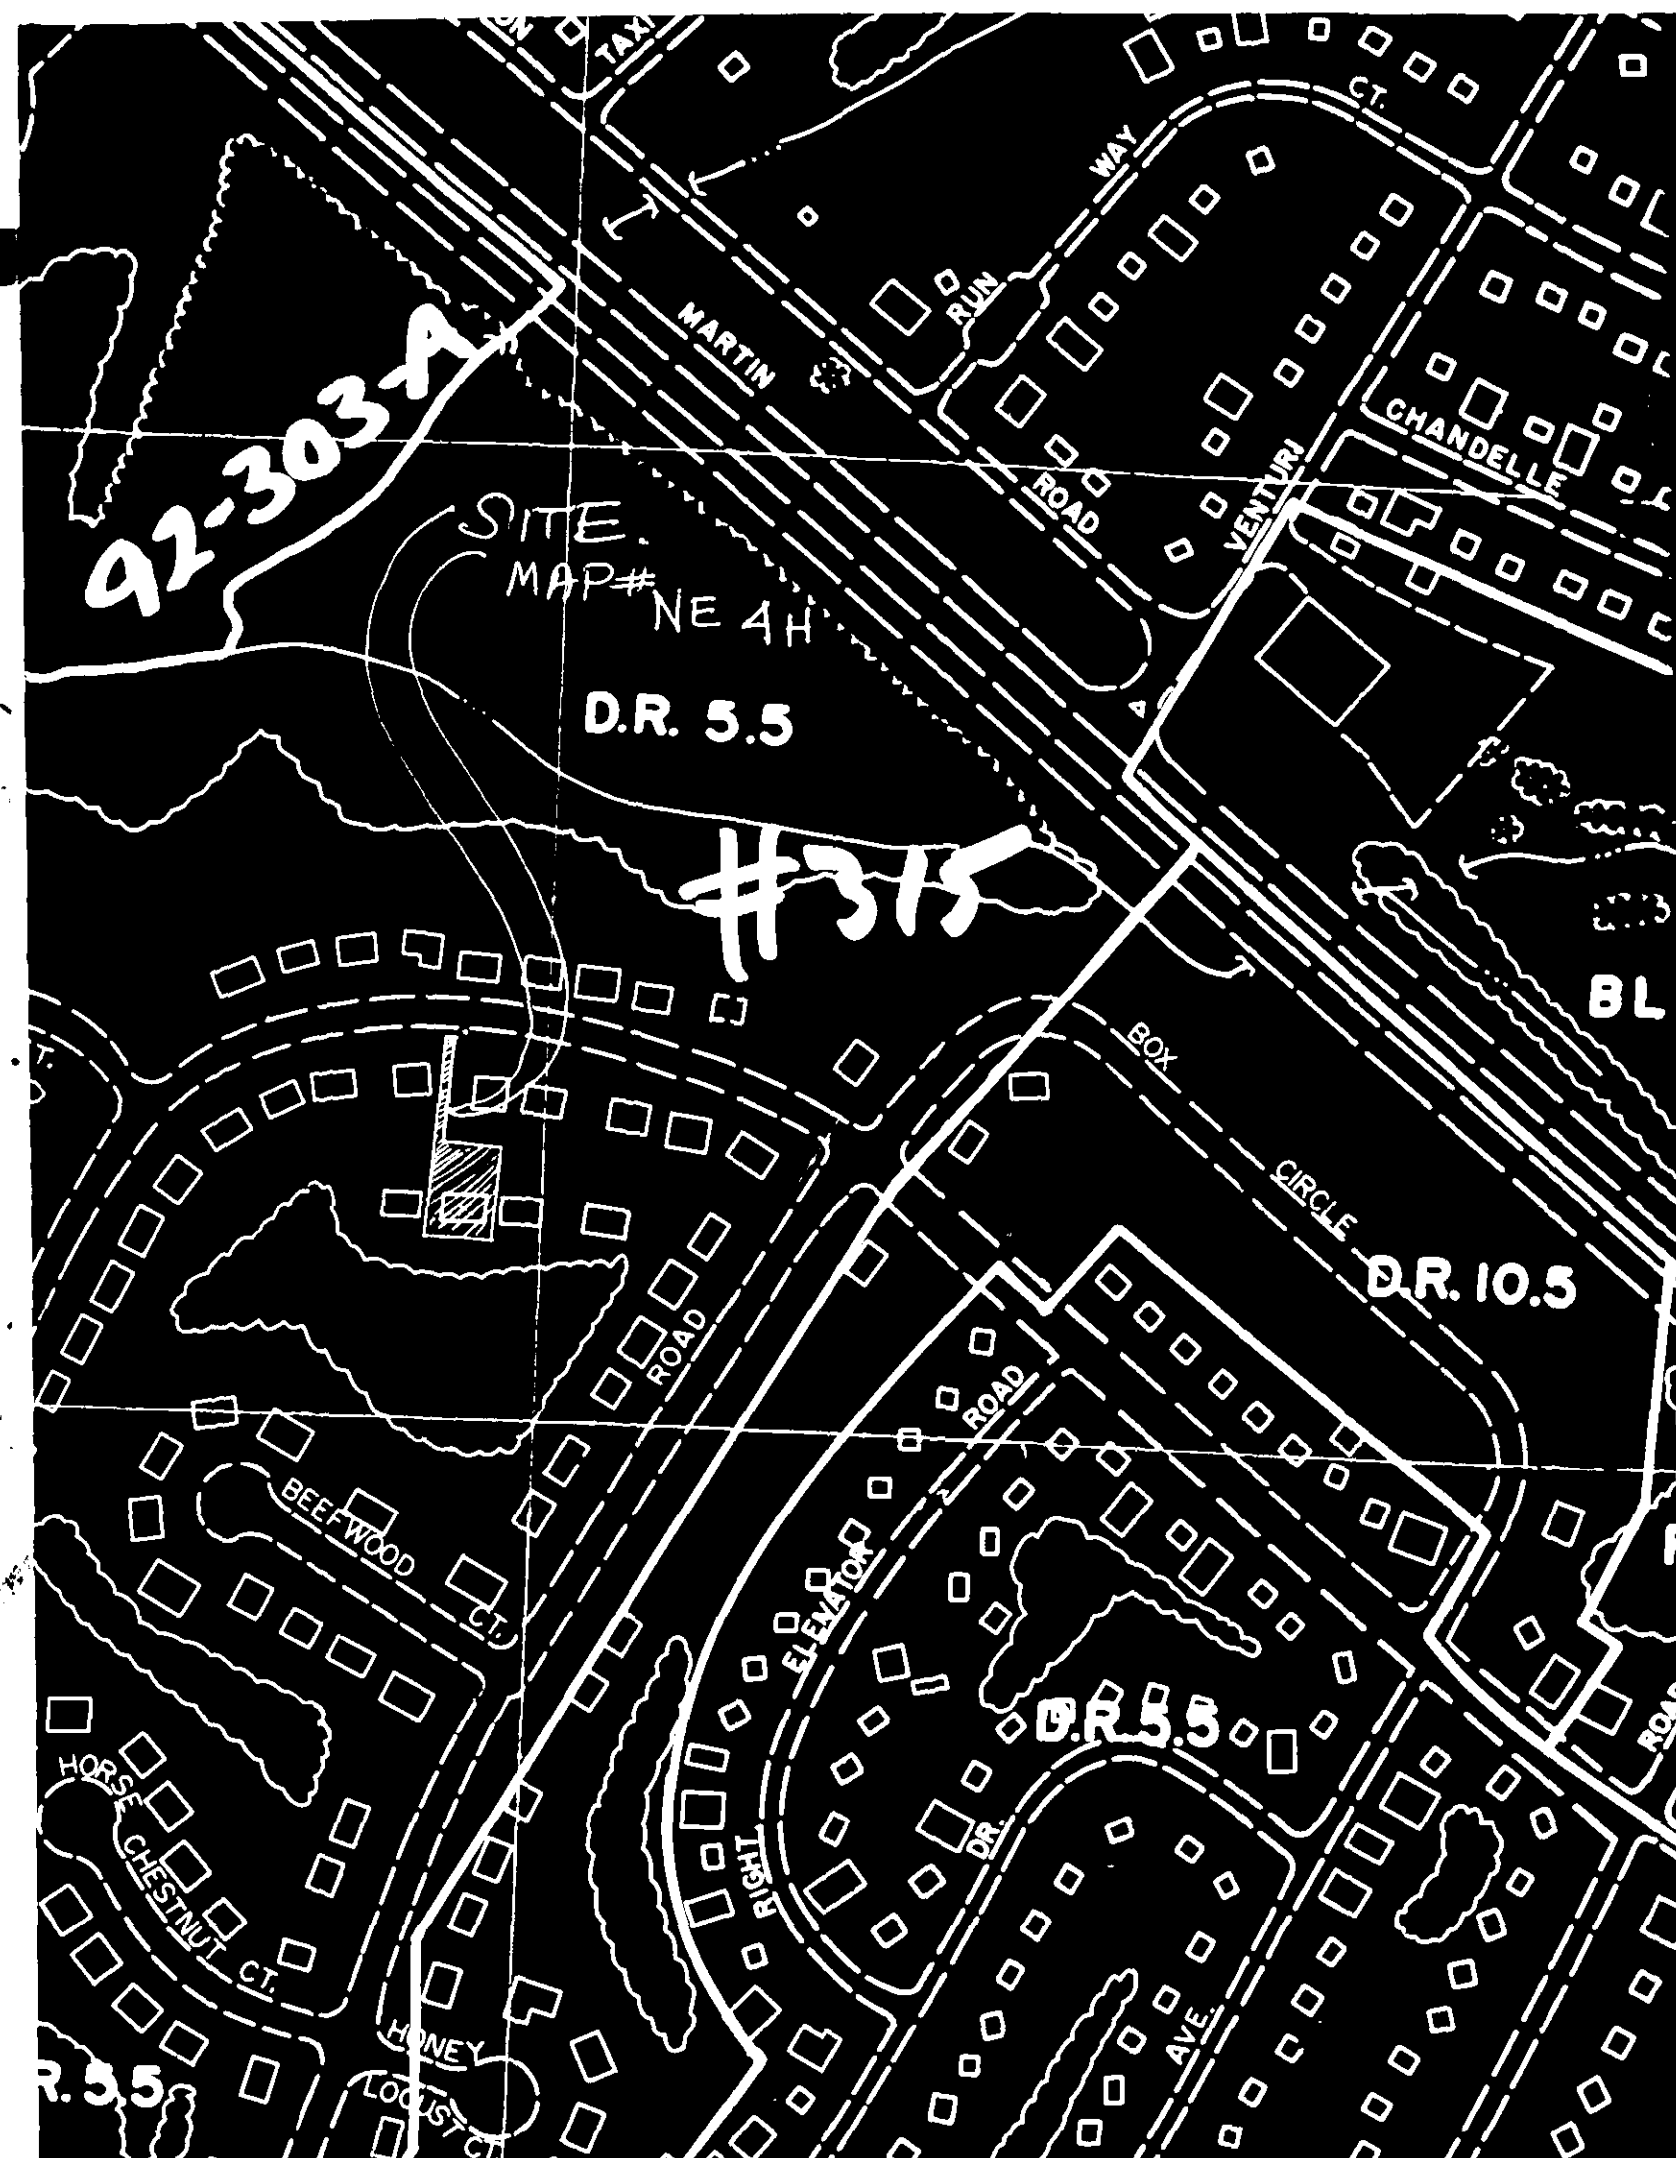 TAXI
CT.
WAY
RUN
MARTIN
ROAD
VENTURI
CHANDELLE
92-303-A
SITE
MAP# NE 4H
D.R. 5.5
#315
BL
T.
BOX
CIRCLE
D.R. 10.5
ROAD
ROAD
BEEFWOOD
CT.
ELEVATOR
D.R. 5.5
ROAD
HORSE
CHESTNUT
CT.
RIGHT
DR.
AVE.
HONEY
LOCUST CT.
R. 5.5